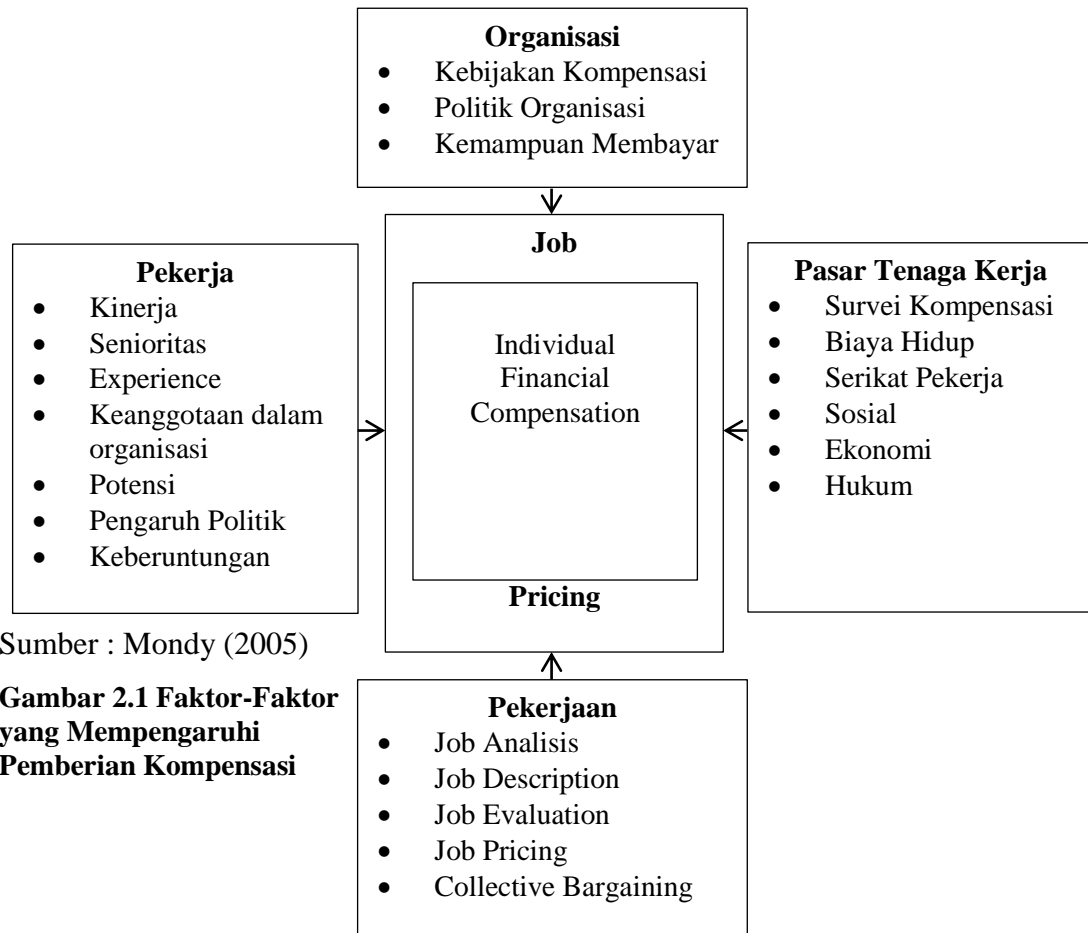 Organisasi
• Kebijakan Kompensasi
• Politik Organisasi
• Kemampuan Membayar
Pekerja
• Kinerja
• Senioritas
• Experience
• Keanggotaan dalam
organisasi
• Potensi
• Pengaruh Politik
• Keberuntungan
Job
Individual
Financial
Compensation
Pricing
Pasar Tenaga Kerja
• Survei Kompensasi
• Biaya Hidup
• Serikat Pekerja
• Sosial
• Ekonomi
• Hukum
Sumber : Mondy (2005)
Gambar 2.1 Faktor-Faktor
yang Mempengaruhi
Pemberian Kompensasi
Pekerjaan
• Job Analisis
• Job Description
• Job Evaluation
• Job Pricing
• Collective Bargaining